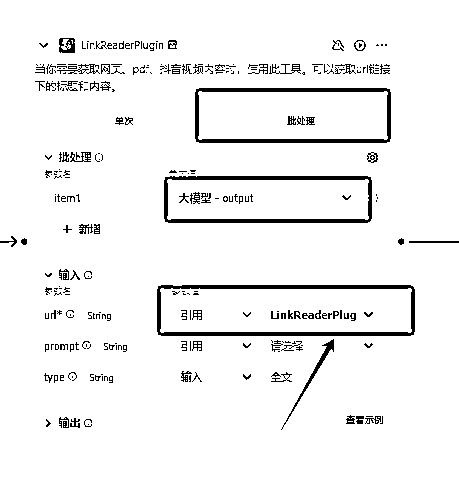 LinkReaderPlugin
当你需要获取网页、pdf、抖音视频内容时，使用此工具。可以获取url链接
下的标题和内容。
单次 批处理
批处理
参数名 参数值
item1 大模型 - output
+ 新增
输入
参数名 参数值
url* String 引用 LinkReaderPlug
prompt String 引用 请选择
type String 输入 全文
输出 查看示例